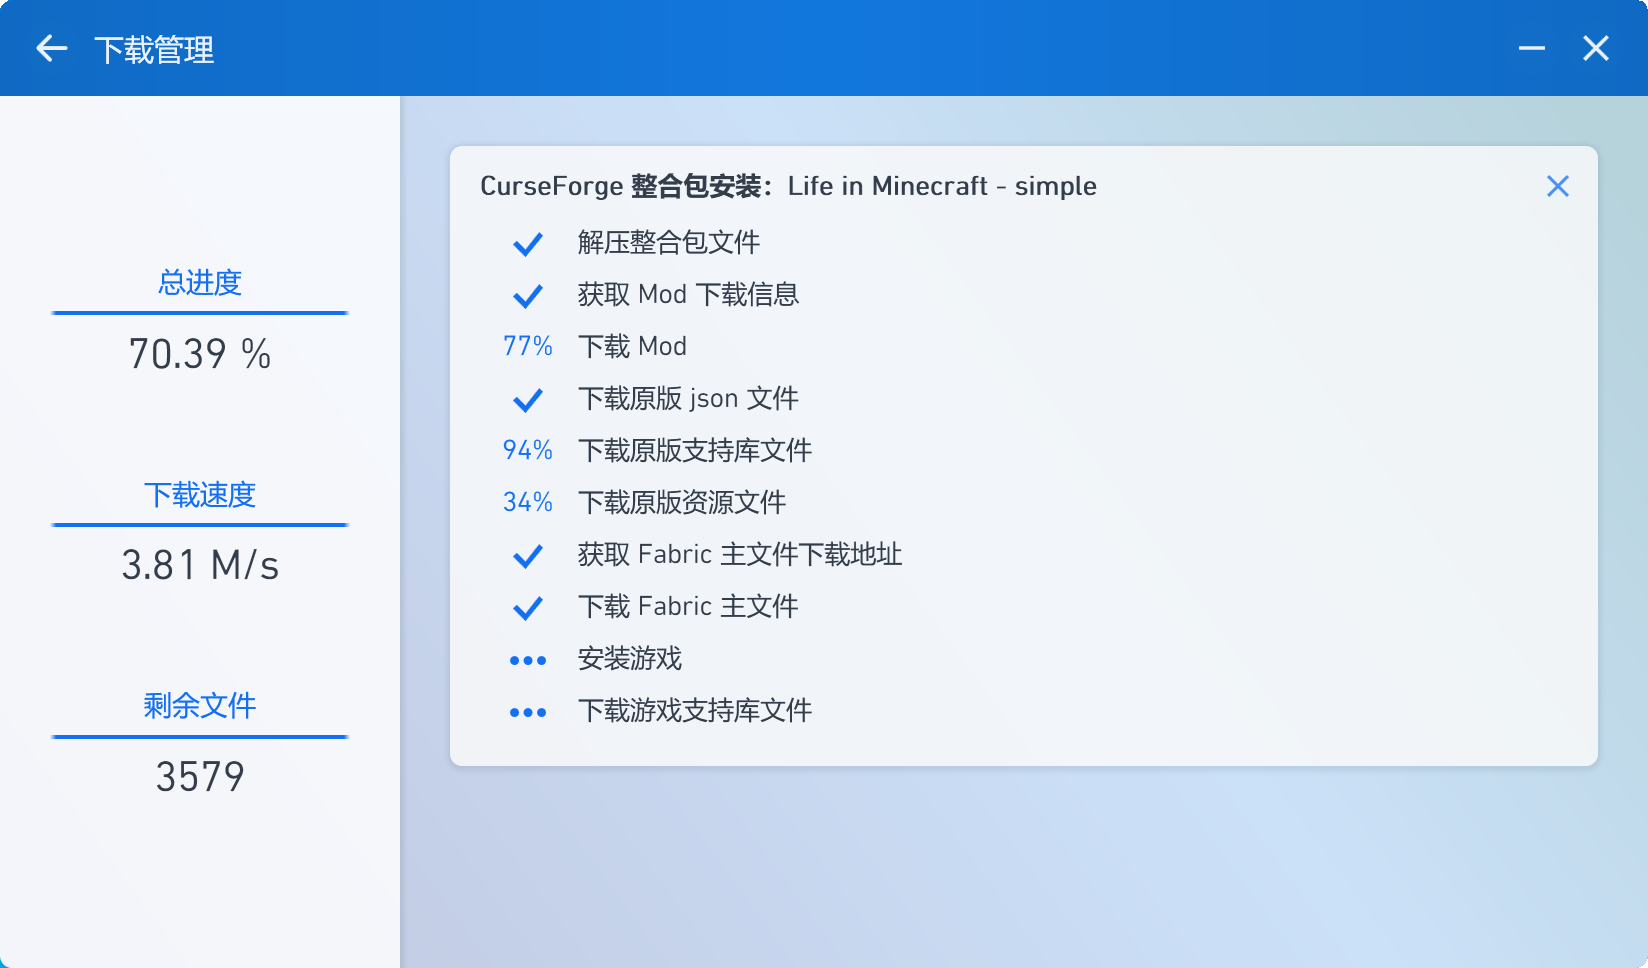 下载管理
总进度
70.39 %
下载速度
3.81 M/s
剩余文件
3579
CurseForge 整合包安装：Life in Minecraft - simple
解压整合包文件
获取 Mod 下载信息
77% 下载 Mod
下载原版 json 文件
94% 下载原版支持库文件
34% 下载原版资源文件
获取 Fabric 主文件下载地址
下载 Fabric 主文件
安装游戏
下载游戏支持库文件